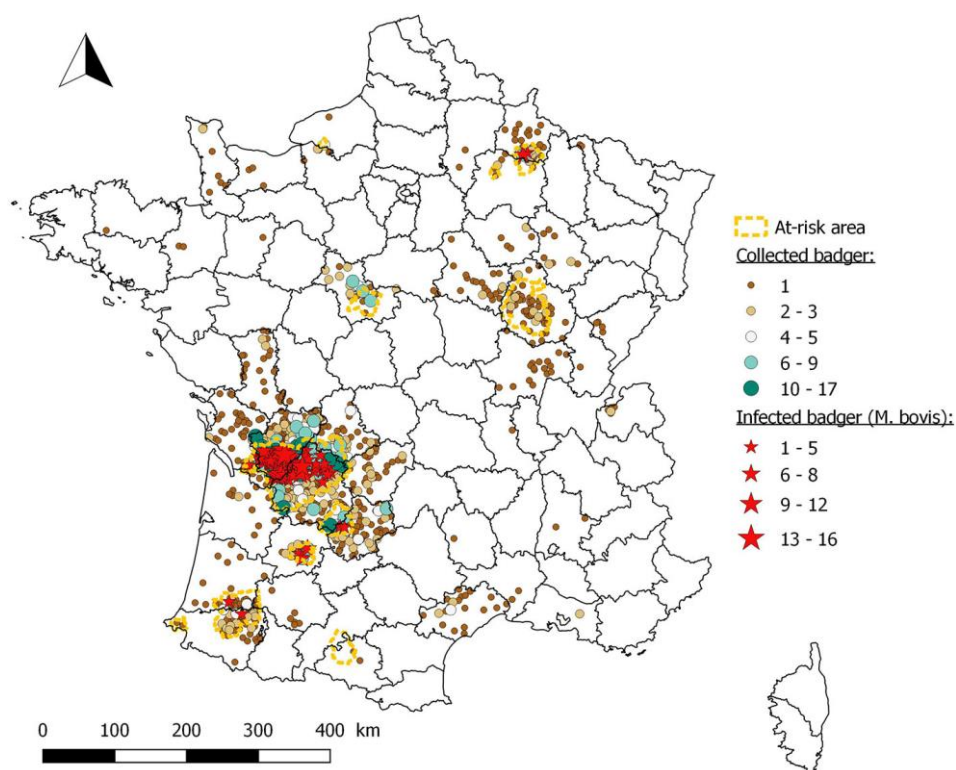 At-risk area
Collected badger:
1
2 - 3
4 - 5
6 - 9
10 - 17
Infected badger (M. bovis):
1 - 5
6 - 8
9 - 12
13 - 16
0 100 200 300 400 km